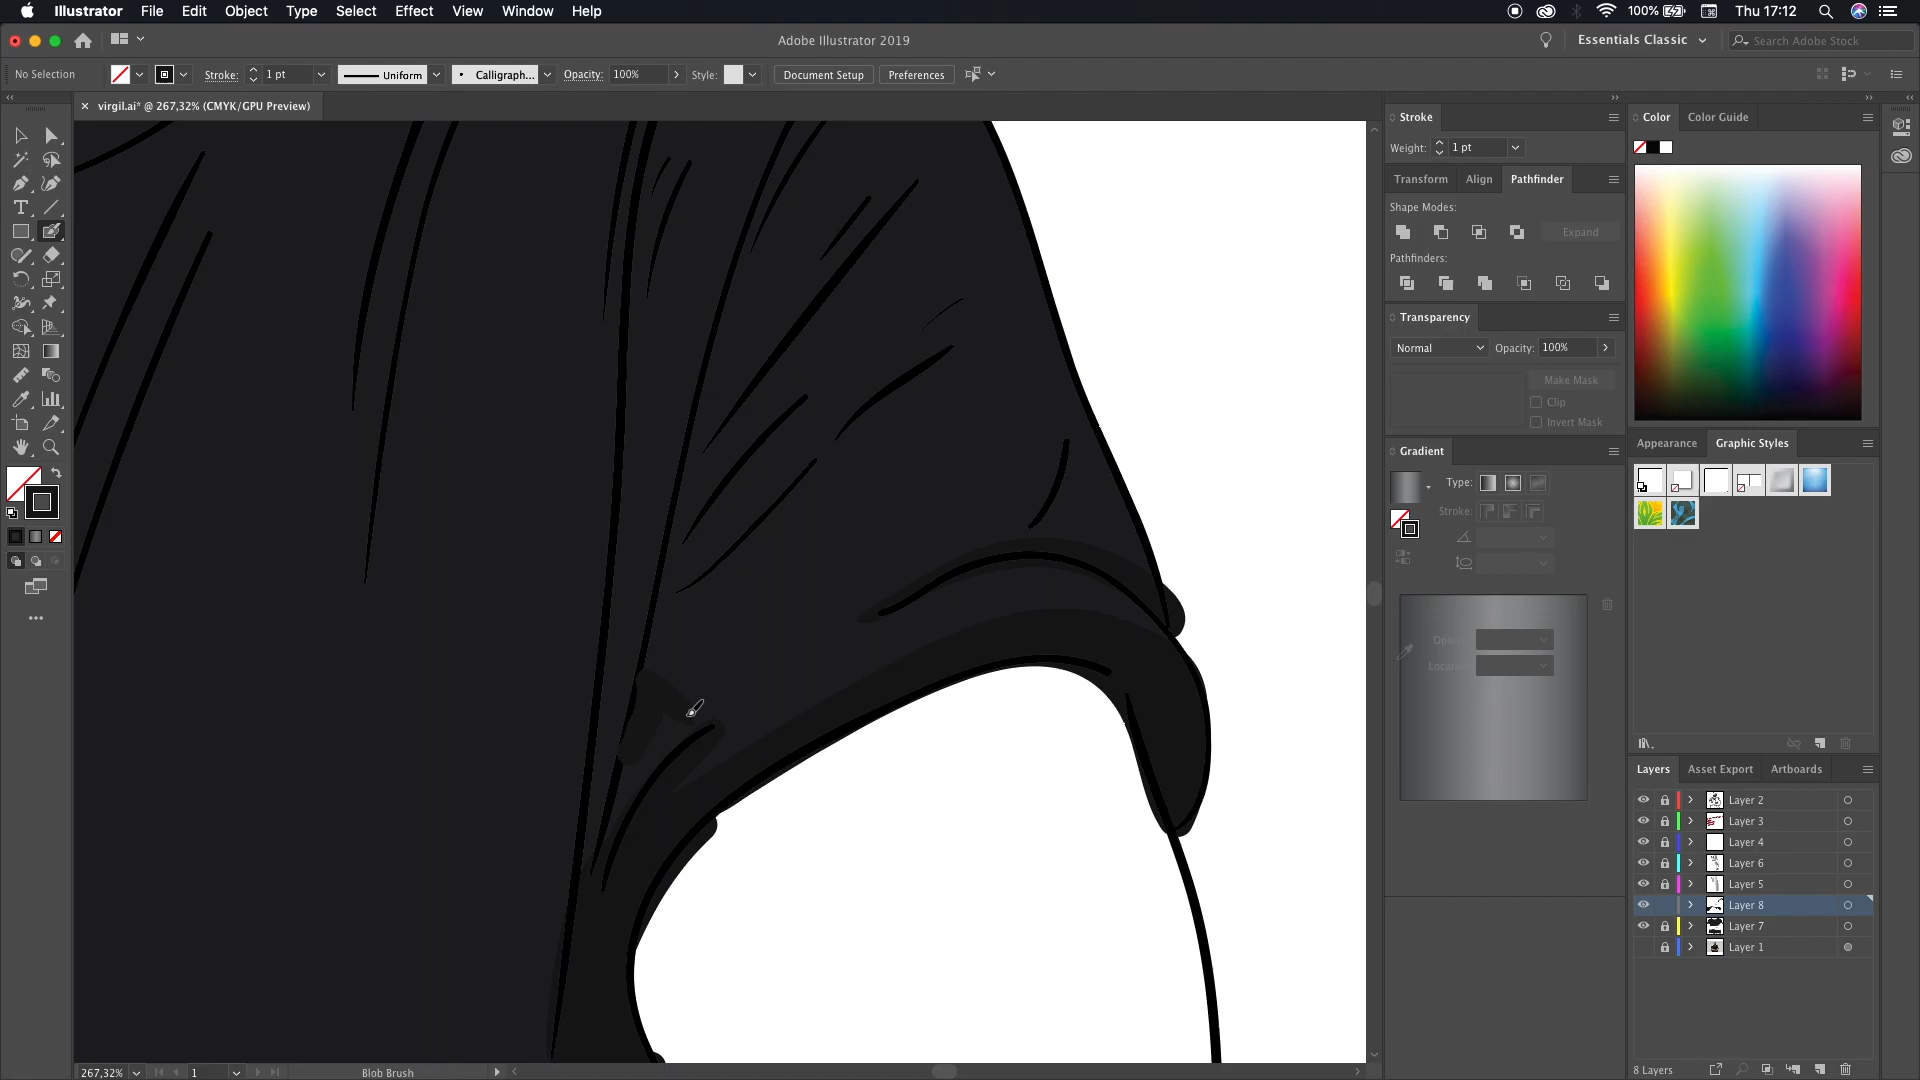 Illustrator File Edit Object Type Select Effect View Window Help 100% Thu 17:12
Adobe Illustrator 2019 Essentials Classic Search Adobe Stock
No Selection Stroke: 1 pt Uniform Calligraph... Opacity: 100% Style: Document Setup Preferences
virgil.ai* @ 267,32% (CMYK/GPU Preview)
Stroke
Weight: 1 pt
Transform Align Pathfinder
Shape Modes:
Expand
Pathfinders:
Transparency
Normal Opacity: 100%
Make Mask
Clip
Invert Mask
Gradient
Type:
Stroke:
Opac
Locat
Color Color Guide
Appearance Graphic Styles
Layers Asset Export Artboards
Layer 2
Layer 3
Layer 4
Layer 6
Layer 5
Layer 8
Layer 7
Layer 1
8 Layers
267,32% 1 Blob Brush